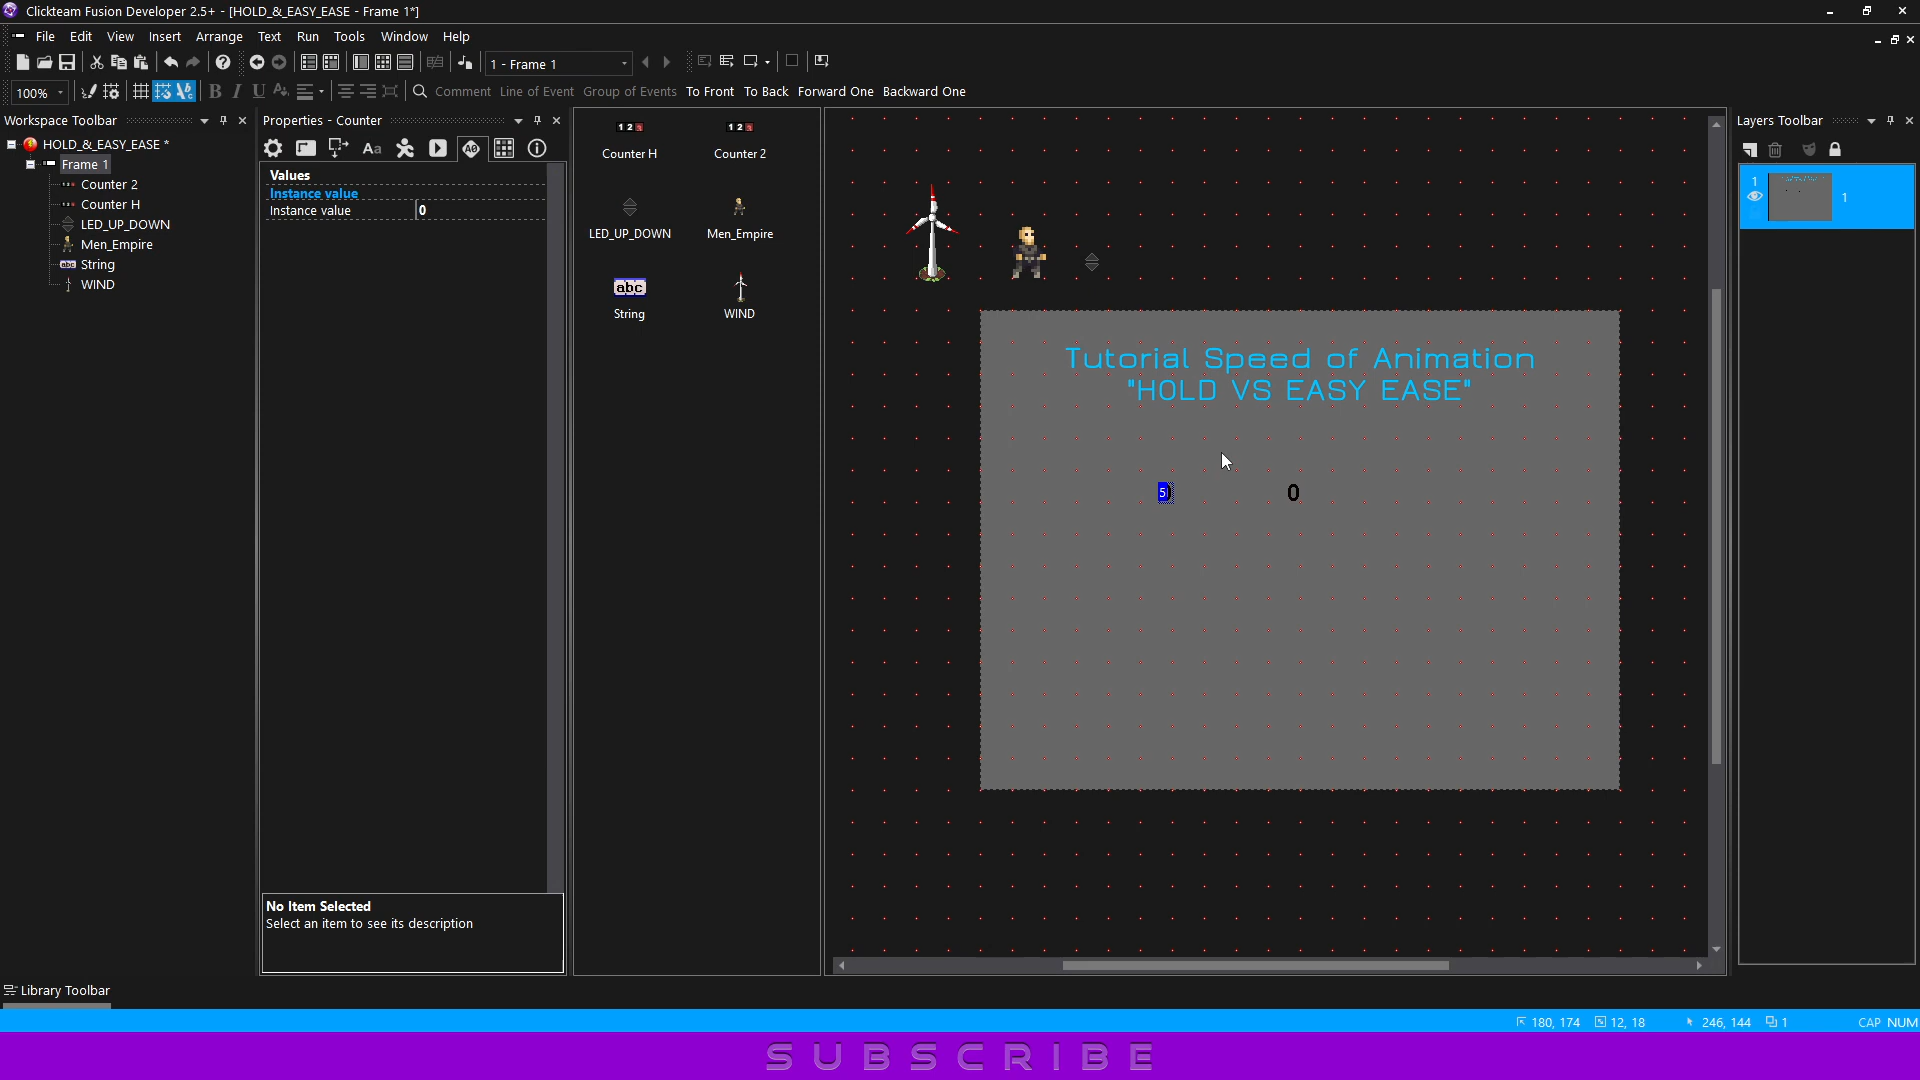 Clickteam Fusion Developer 2.5+ - [HOLD_&_EASY_EASE - Frame 1*]
File Edit View Insert Arrange Text Run Tools Window Help
1 - Frame 1
100%
Comment Line of Event Group of Events To Front To Back Forward One Backward One
Workspace Toolbar
HOLD_&_EASY_EASE *
Frame 1
Counter 2
Counter H
LED_UP_DOWN
Men_Empire
String
WIND
Properties - Counter
Values
Instance value
Instance value 0
No Item Selected
Select an item to see its description
Counter H Counter 2
LED_UP_DOWN Men_Empire
abc
String WIND
Tutorial Speed of Animation
"HOLD VS EASY EASE"
5 0
Layers Toolbar
1
1
Library Toolbar
180, 174 12, 18 246, 144 1 CAP NUM
SUBSCRIBE